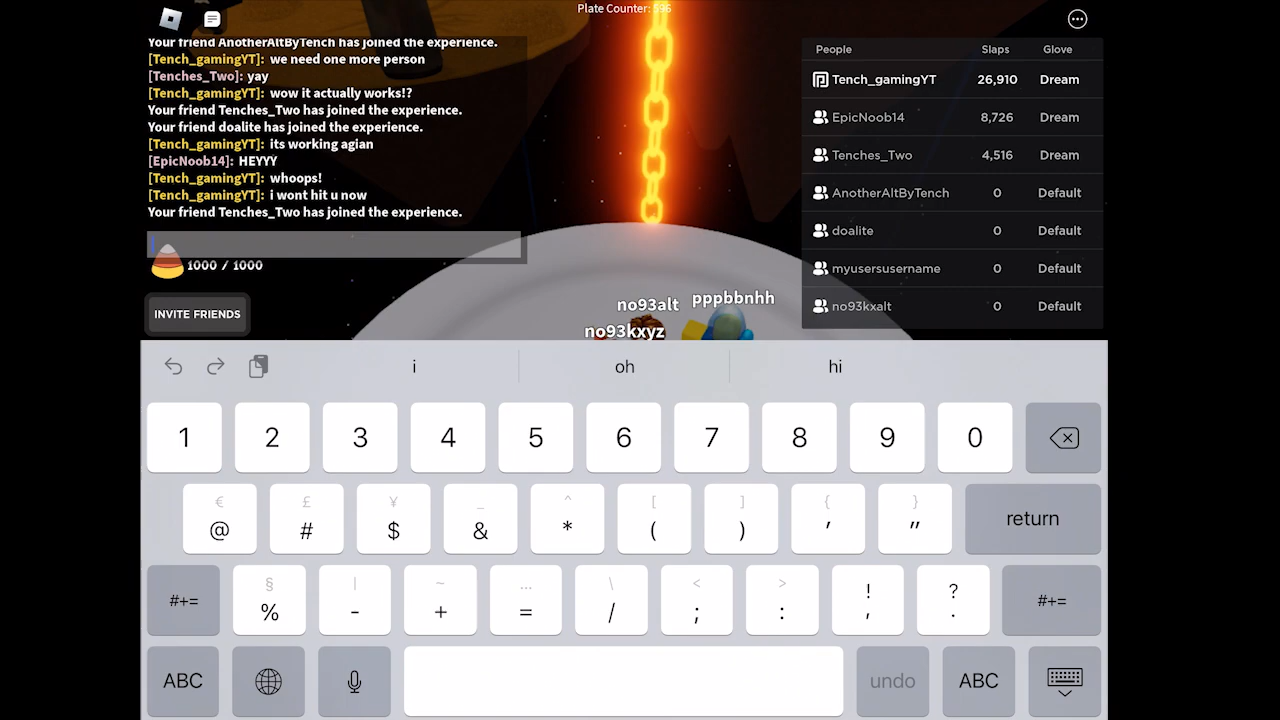 Plate Counter: 596
Your friend AnotherAltByTench has joined the experience.
[Tench_gamingYT]: we need one more person
[Tenches_Two]: yay
[Tench_gamingYT]: wow it actually works!?
Your friend Tenches_Two has joined the experience.
Your friend doalite has joined the experience.
[Tench_gamingYT]: its working agian
[EpicNoob14]: HEYYY
[Tench_gamingYT]: whoops!
[Tench_gamingYT]: i wont hit u now
Your friend Tenches_Two has joined the experience.
1000 / 1000
INVITE FRIENDS
People Slaps Glove
Tench_gamingYT 26,910 Dream
EpicNoob14 8,726 Dream
Tenches_Two 4,516 Dream
AnotherAltByTench 0 Default
doalite 0 Default
myusersusername 0 Default
no93kxalt 0 Default
no93alt pppbbnhh
no93kxyz
i oh hi
1 2 3 4 5 6 7 8 9 0
€ £ ¥ _ ^ [ ] { }
@ # $ & * ( ) ' " return
§ | ~ … \ < > ! ?
#+= % - + = / ; : , . #+=
ABC undo ABC